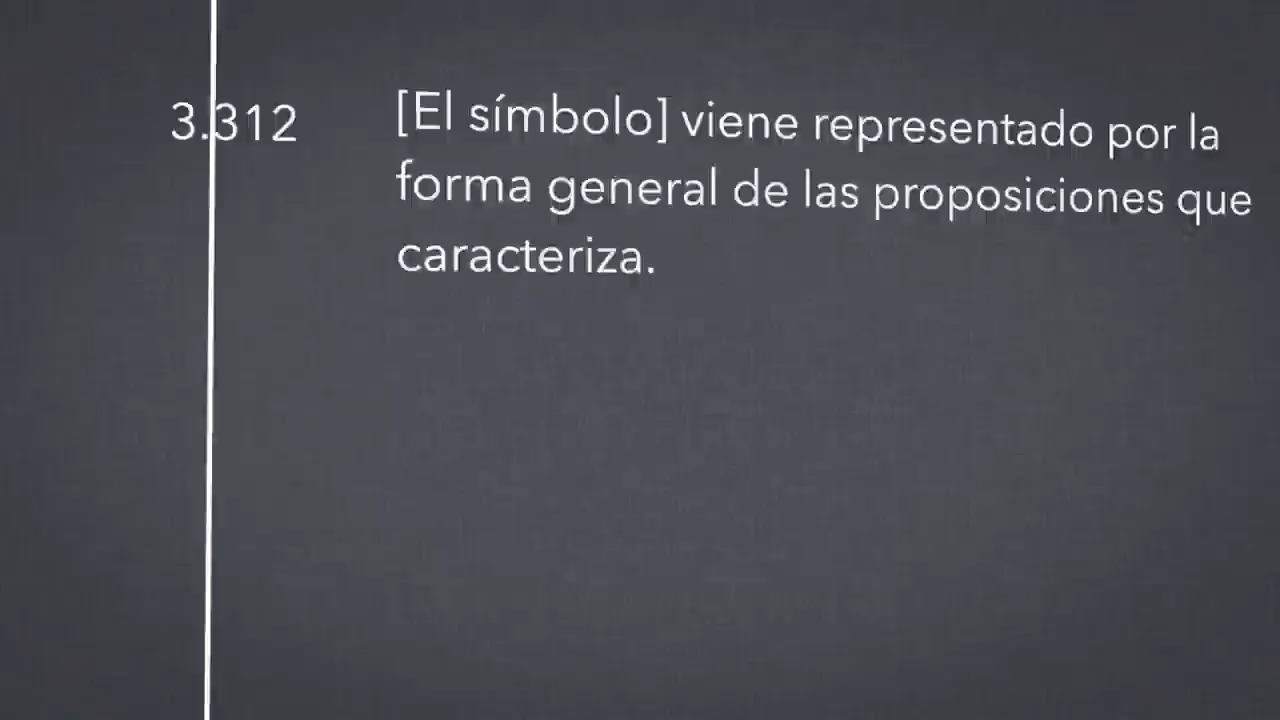 3.312 [El símbolo] viene representado por la
forma general de las proposiciones que
caracteriza.